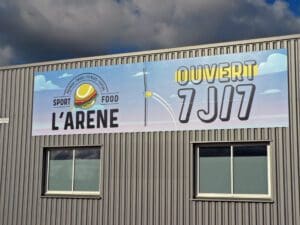 SPORT FOOD
L'ARENE
OUVERT
7J/7